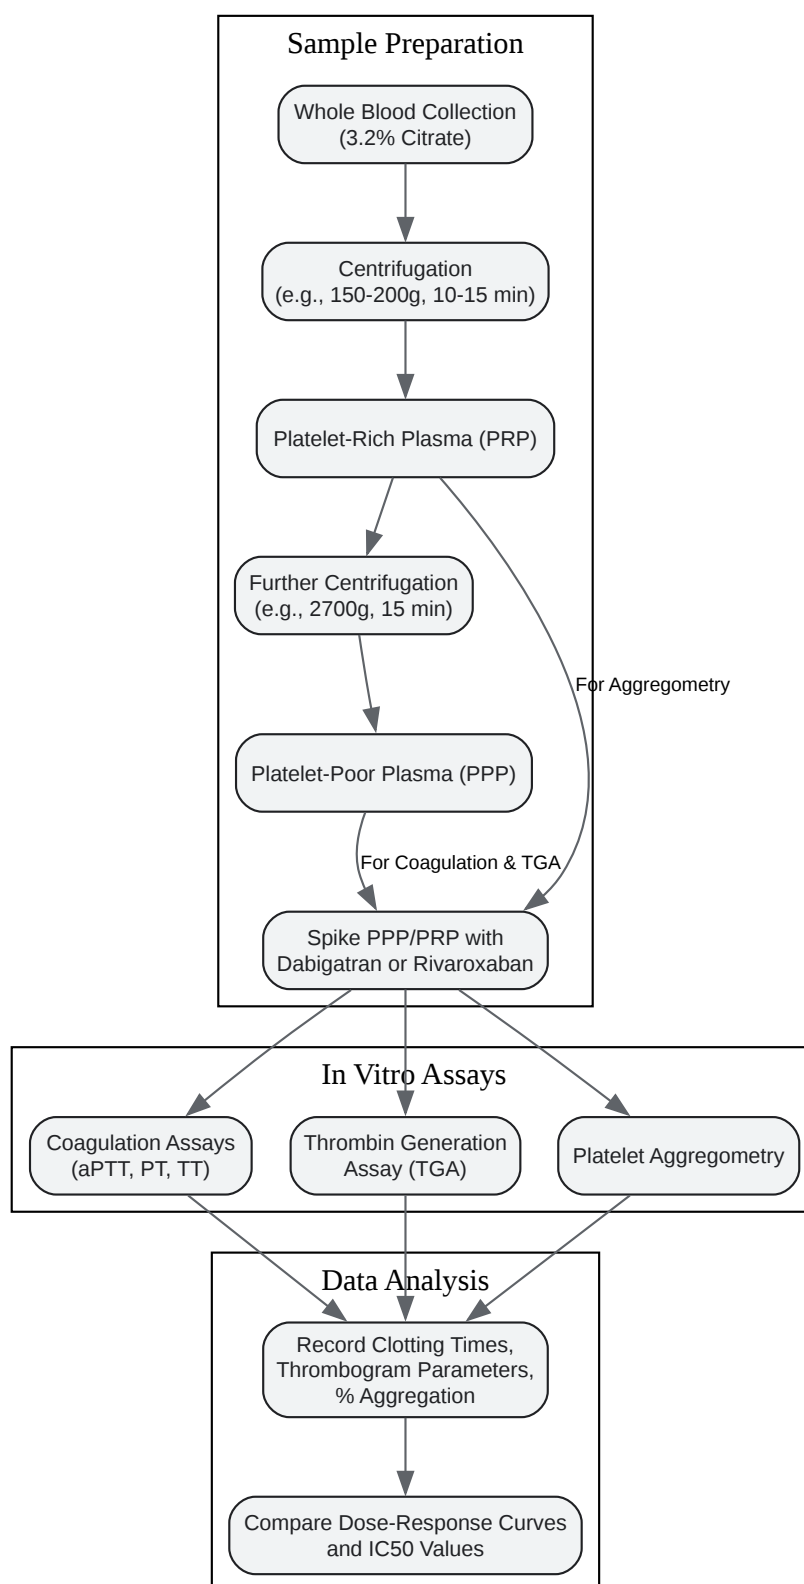 Sample Preparation
Whole Blood Collection
(3.2% Citrate)
Centrifugation
(e.g., 150-200g, 10-15 min)
Platelet-Rich Plasma (PRP)
Further Centrifugation
(e.g., 2700g, 15 min)
For Aggregometry
Platelet-Poor Plasma (PPP)
For Coagulation & TGA
Spike PPP/PRP with
Dabigatran or Rivaroxaban
In Vitro Assays
Coagulation Assays
(aPTT, PT, TT)
Thrombin Generation
Assay (TGA)
Platelet Aggregometry
Data Analysis
Record Clotting Times,
Thrombogram Parameters,
% Aggregation
Compare Dose-Response Curves
and IC50 Values